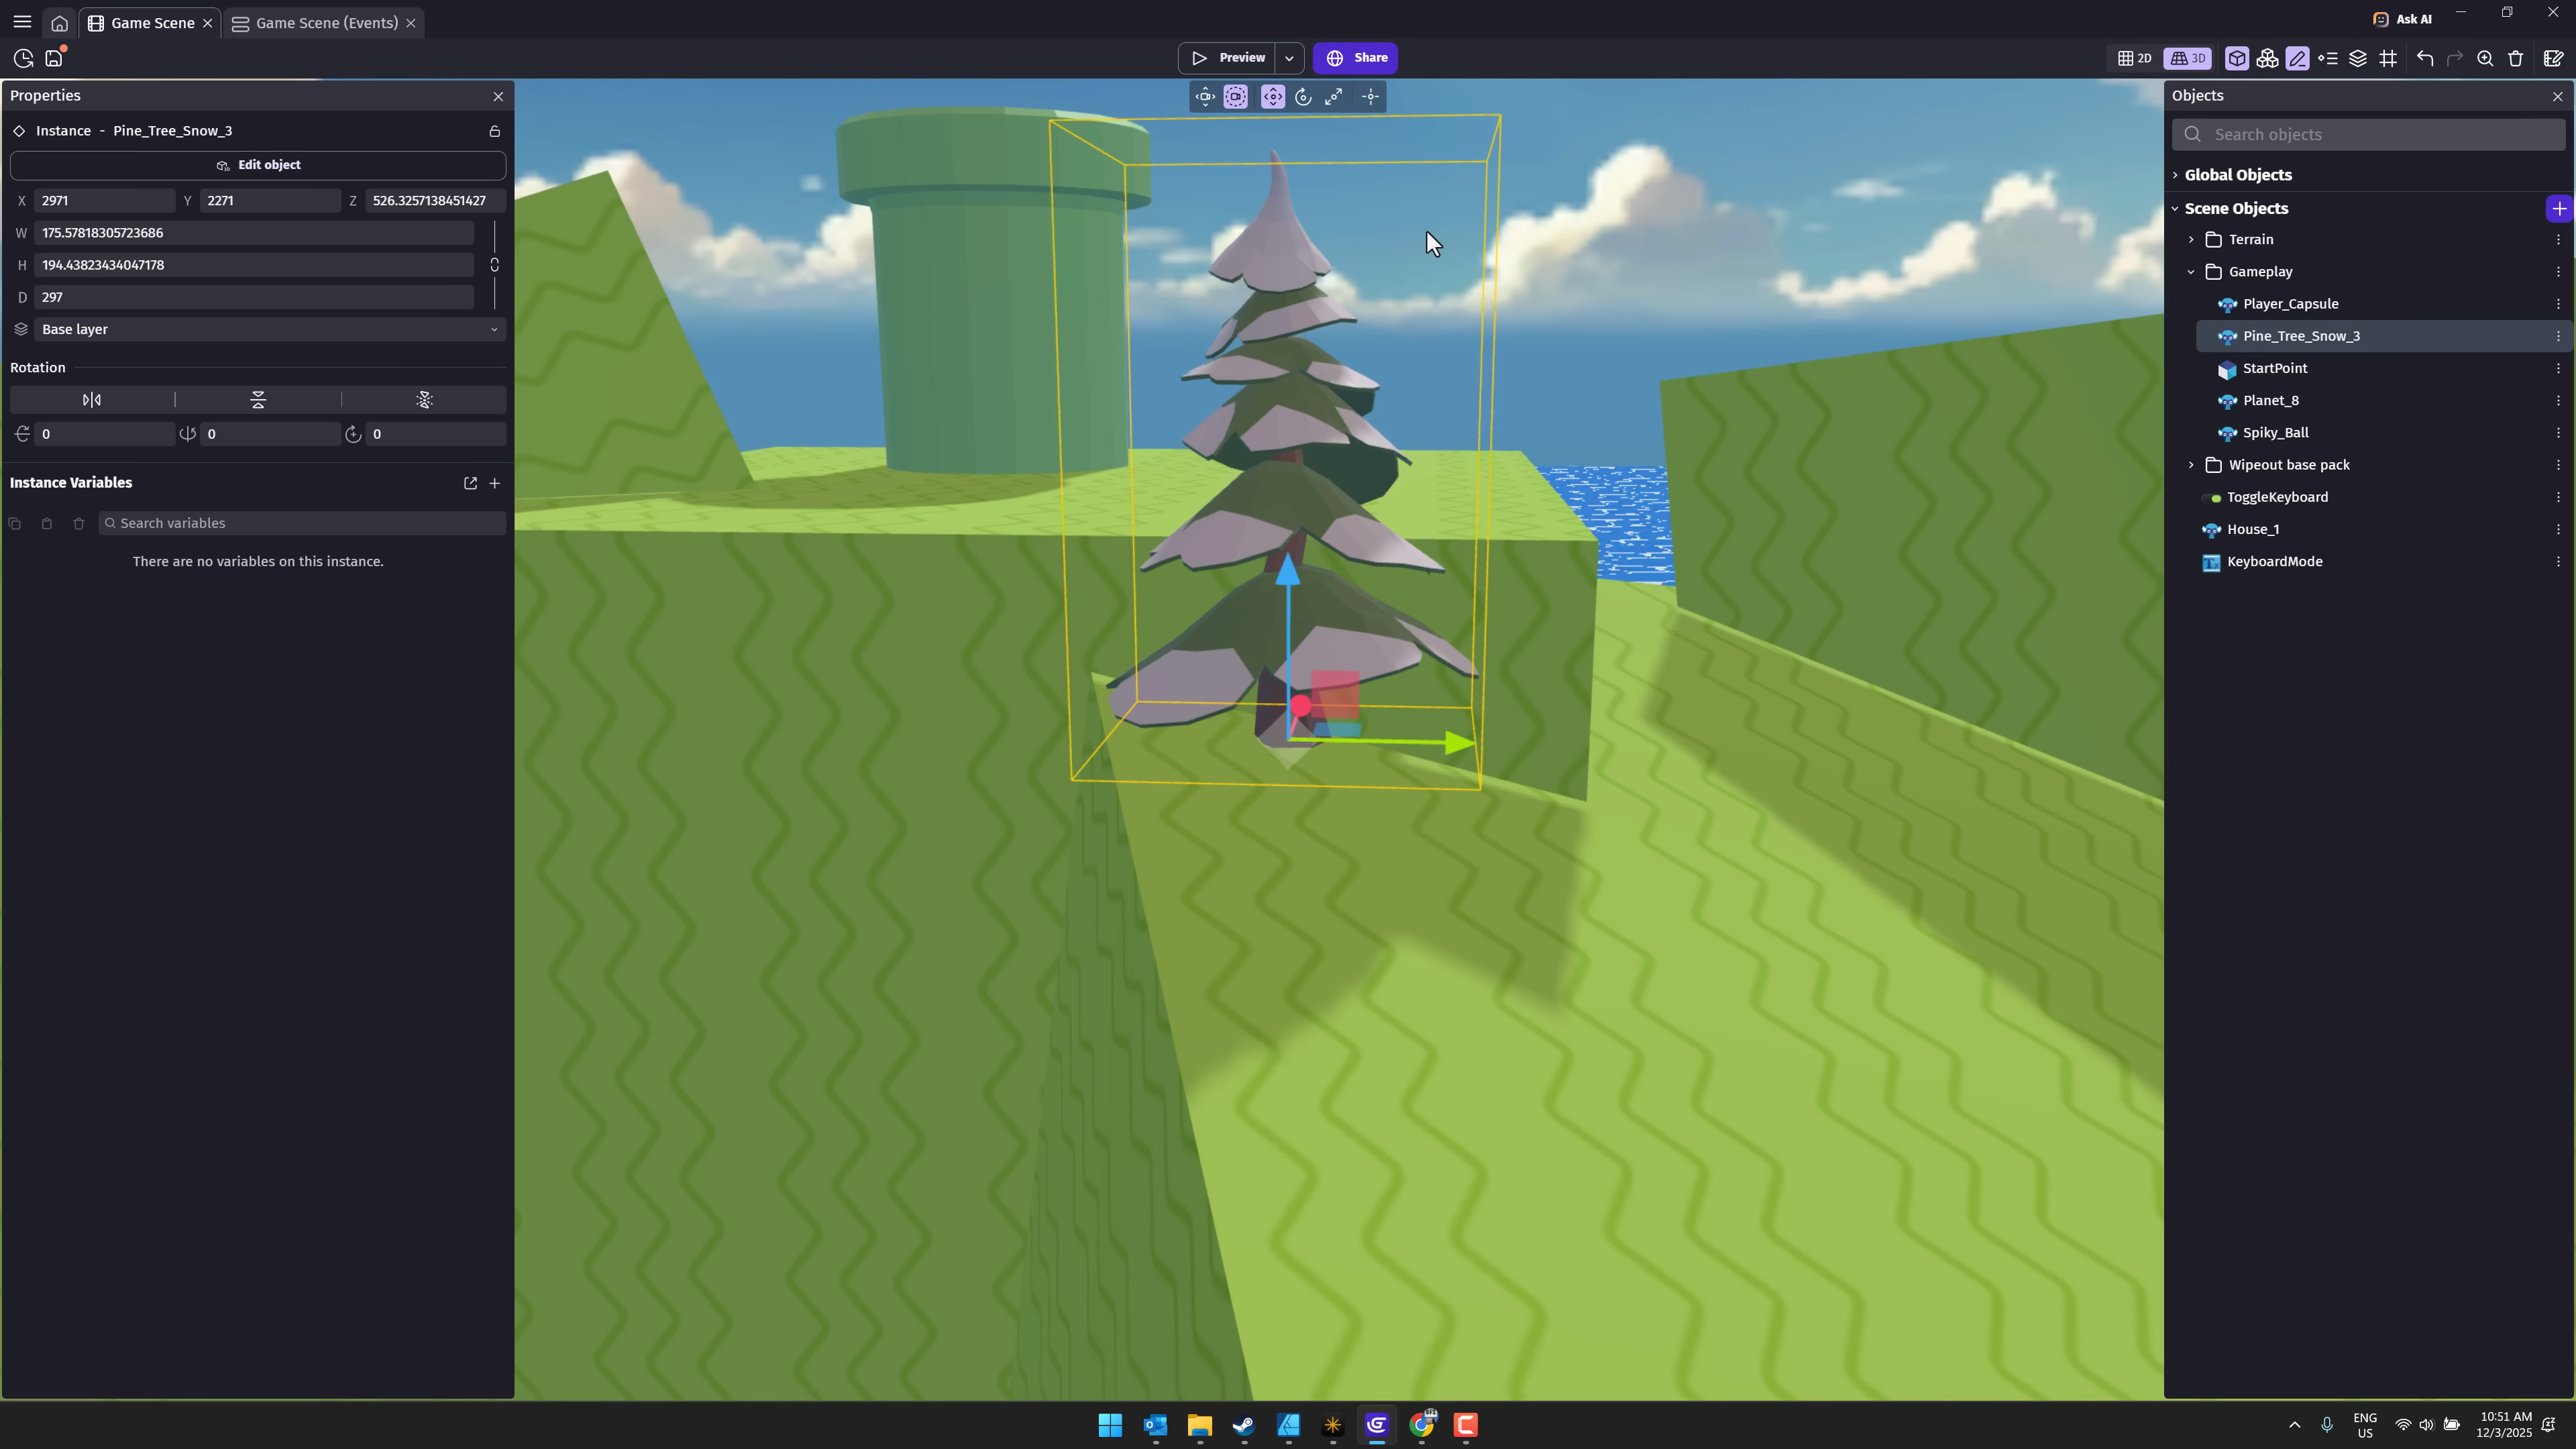 Game Scene
Game Scene (Events)
Ask AI
Preview
Share
2D
3D
Properties
Instance - Pine_Tree_Snow_3
Edit object
X 2971 Y 2271 Z 526.3257138451427
W 175.57818305723686
H 194.43823434047178
D 297
Base layer
Rotation
0 0 0
Instance Variables
Search variables
There are no variables on this instance.
Objects
Search objects
Global Objects
Scene Objects
Terrain
Gameplay
Player_Capsule
Pine_Tree_Snow_3
StartPoint
Planet_8
Spiky_Ball
Wipeout base pack
ToggleKeyboard
House_1
KeyboardMode
ENG
US
10:51 AM
12/3/2025